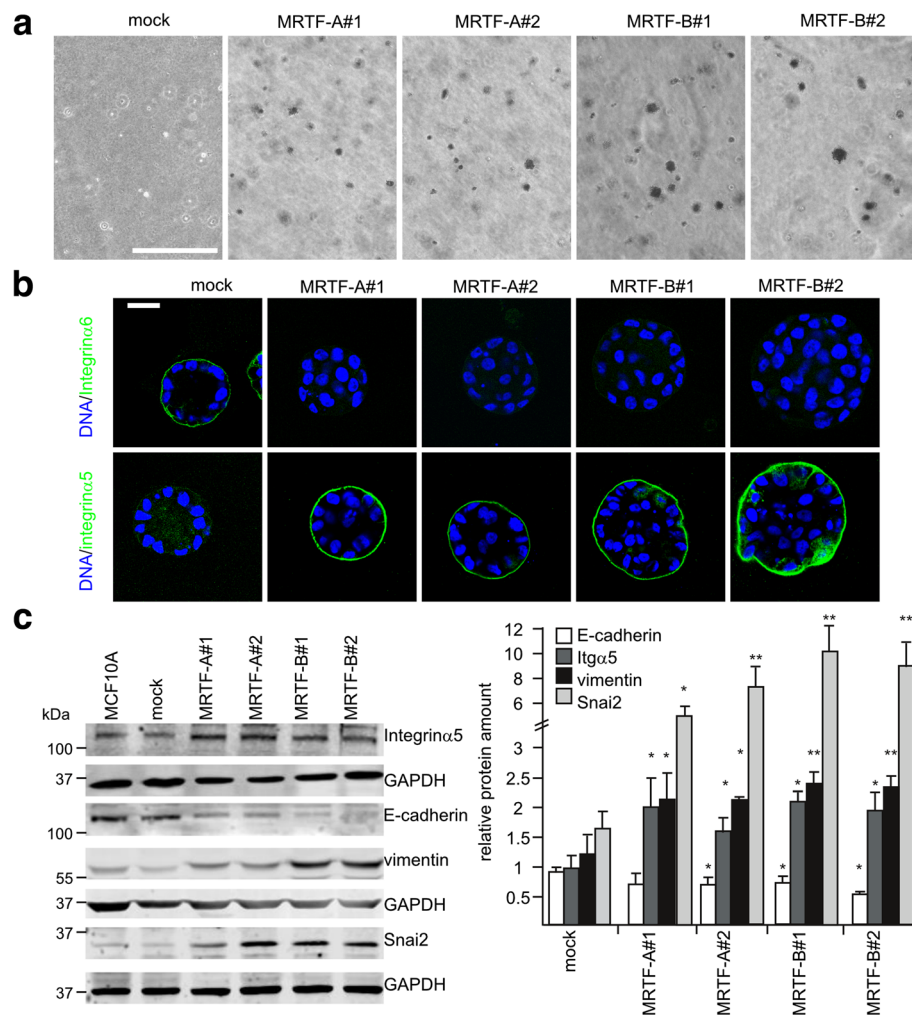 a
mock MRTF-A#1 MRTF-A#2 MRTF-B#1 MRTF-B#2
b
mock MRTF-A#1 MRTF-A#2 MRTF-B#1 MRTF-B#2
DNA/Integrinα6
DNA/integrinα5
c
MCF10A mock MRTF-A#1 MRTF-A#2 MRTF-B#1 MRTF-B#2
kDa
100 Integrinα5
37 GAPDH
100 E-cadherin
55 vimentin
37 GAPDH
37 Snai2
37 GAPDH
relative protein amount
12
10
8
6
3
2.5
2
1.5
1
0.5
E-cadherin
Itgα5
vimentin
Snai2
*
* *
**
* * *
**
* * **
**
* * **
mock MRTF-A#1 MRTF-A#2 MRTF-B#1 MRTF-B#2